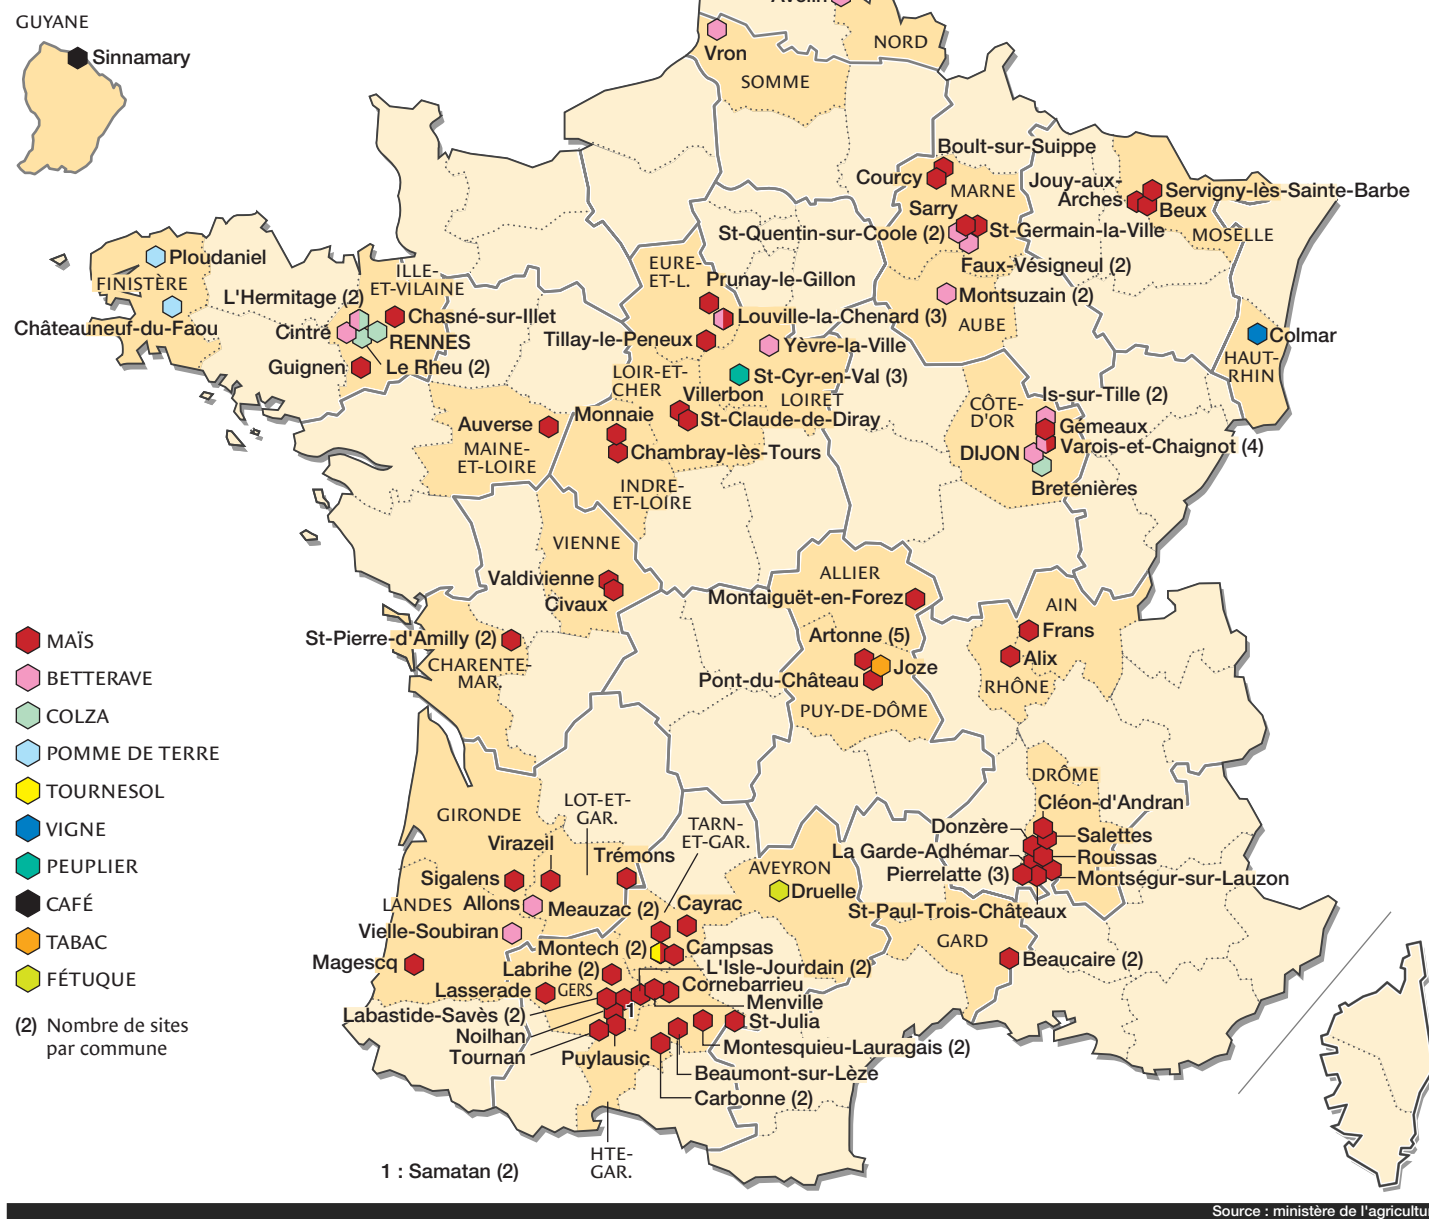 GUYANE
Sinnamary
Avelin
NORD
Vron
SOMME
Boult-sur-Suippe
Courcy
MARNE
Jouy-aux-
Arches
Servigny-lès-Sainte-Barbe
Beux
MOSELLE
Sarry
St-Quentin-sur-Coole (2)
St-Germain-la-Ville
Faux-Vésigneul (2)
Montsuzain (2)
AUBE
Colmar
HAUT-
RHIN
Ploudaniel
FINISTÈRE
Châteauneuf-du-Faou
ILLE-
ET-VILAINE
L'Hermitage (2)
Cintré
Chasné-sur-Illet
RENNES
Guignen
Le Rheu (2)
EURE-
ET-L.
Prunay-le-Gillon
Louville-la-Chenard (3)
Tillay-le-Peneux
Yèvre-la-Ville
St-Cyr-en-Val (3)
LOIR-ET-
CHER
Villerbon
LOIRET
St-Claude-de-Diray
Monnaie
Auverse
MAINE-
ET-LOIRE
Chambray-lès-Tours
INDRE-
ET-LOIRE
CÔTE-
D'OR
Is-sur-Tille (2)
Gémeaux
Varois-et-Chaignot (4)
DIJON
Bretenières
VIENNE
Valdivienne
Civaux
ALLIER
Montaiguët-en-Forez
AIN
Frans
Alix
RHÔNE
Artonne (5)
Joze
Pont-du-Château
PUY-DE-DÔME
St-Pierre-d'Amilly (2)
CHARENTE-
MAR.
MAÏS
BETTERAVE
COLZA
POMME DE TERRE
TOURNESOL
VIGNE
PEUPLIER
CAFÉ
TABAC
FÉTUQUE
(2) Nombre de sites
par commune
DRÔME
Cléon-d'Andran
Donzère
Salettes
La Garde-Adhémar
Roussas
Pierrelatte (3)
Montségur-sur-Lauzon
St-Paul-Trois-Châteaux
GARD
Beaucaire (2)
GIRONDE
LOT-ET-
GAR.
TARN-
ET-GAR.
AVEYRON
Druelle
Virazeil
Trémons
Sigalens
LANDES
Allons
Meauzac (2)
Cayrac
Vielle-Soubiran
Montech (2)
Campsas
Magescq
Labrihe (2)
L'Isle-Jourdain (2)
Lasserade
GERS
Cornebarrieu
Menville
Labastide-Savès (2)
1
St-Julia
Noilhan
Tournan
Puylausic
Montesquieu-Lauragais (2)
Beaumont-sur-Lèze
Carbonne (2)
HTE-
GAR.
1 : Samatan (2)
Source : ministère de l'agricultu